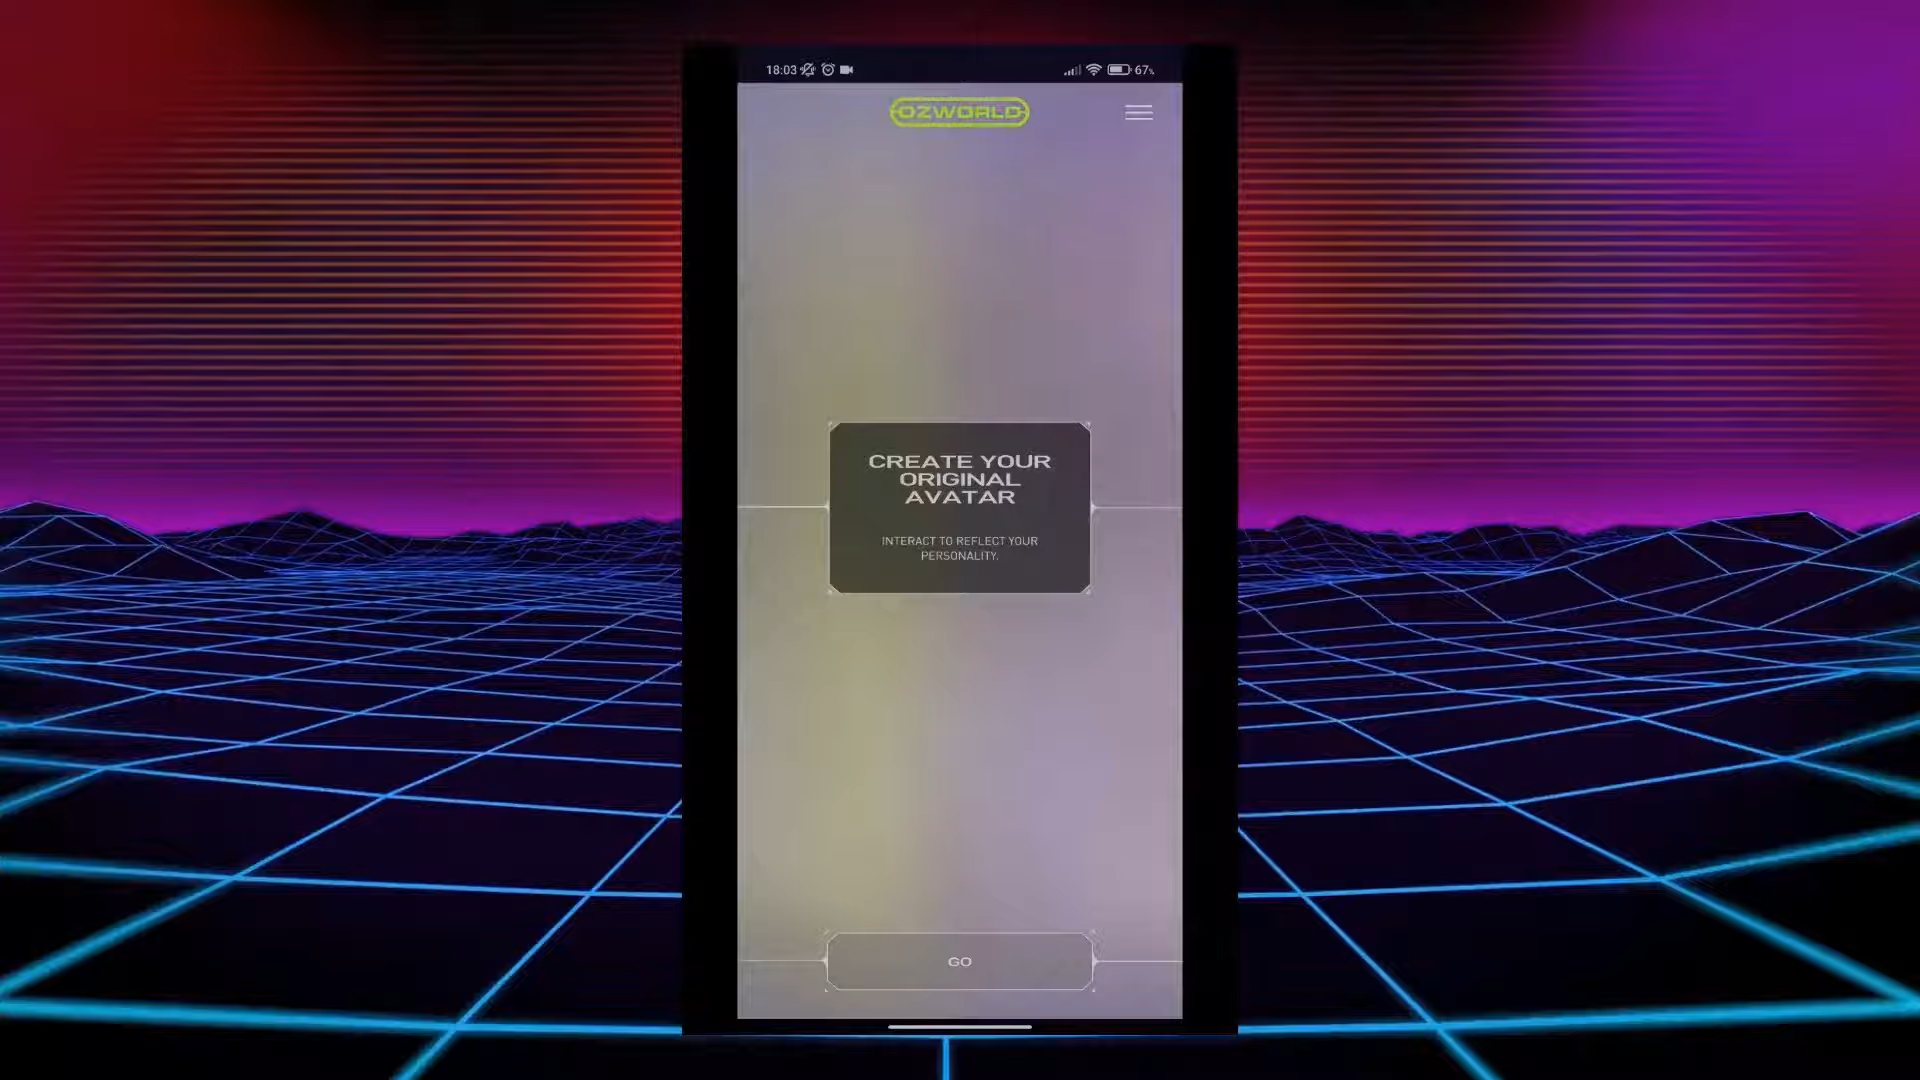 18:03
67%
OZWORLD
CREATE YOUR
ORIGINAL
AVATAR
INTERACT TO REFLECT YOUR
PERSONALITY.
GO